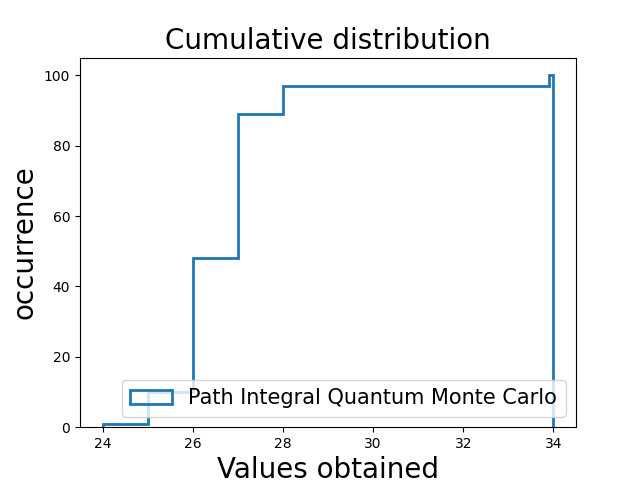 Cumulative distribution
occurrence
100
80
60
40
20
0
Path Integral Quantum Monte Carlo
24 26 28 30 32 34
Values obtained